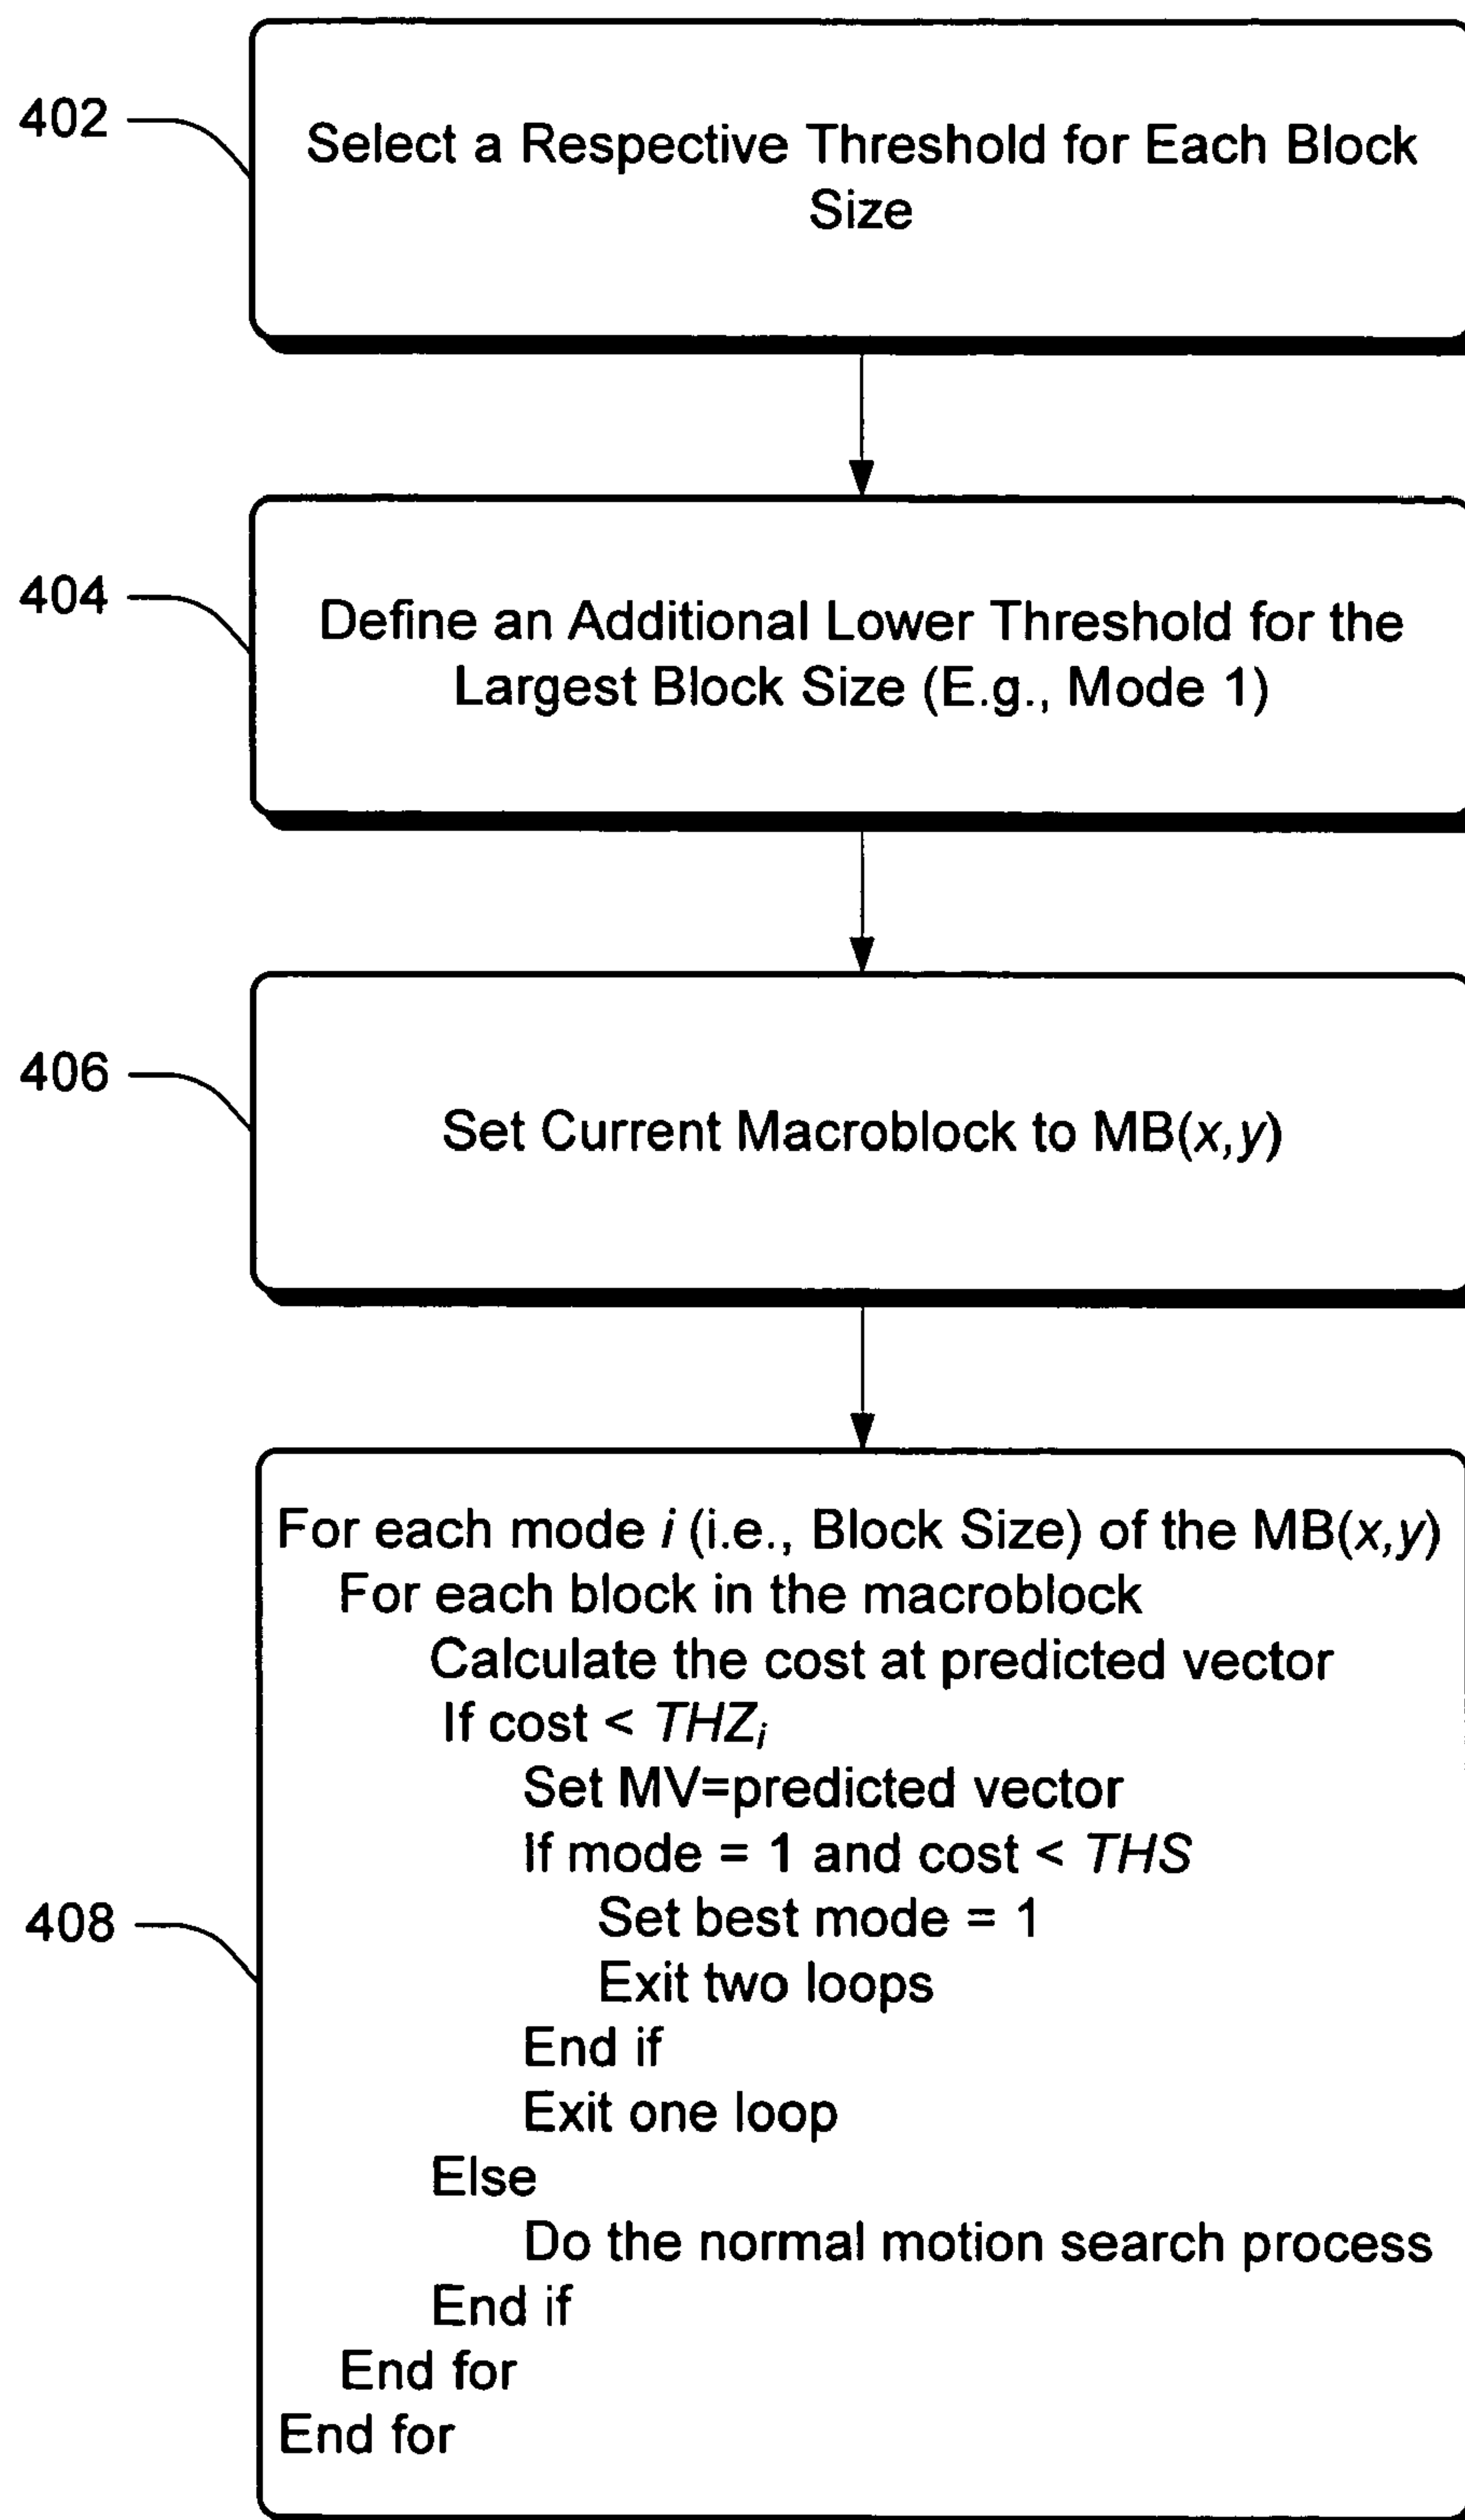 402
Select a Respective Threshold for Each Block
Size
404
Define an Additional Lower Threshold for the
Largest Block Size (E.g., Mode 1)
406
Set Current Macroblock to MB(x,y)
408
For each mode i (i.e., Block Size) of the MB(x,y)
For each block in the macroblock
Calculate the cost at predicted vector
If cost < THZi
Set MV=predicted vector
If mode = 1 and cost < THS
Set best mode = 1
Exit two loops
End if
Exit one loop
Else
Do the normal motion search process
End if
End for
End for